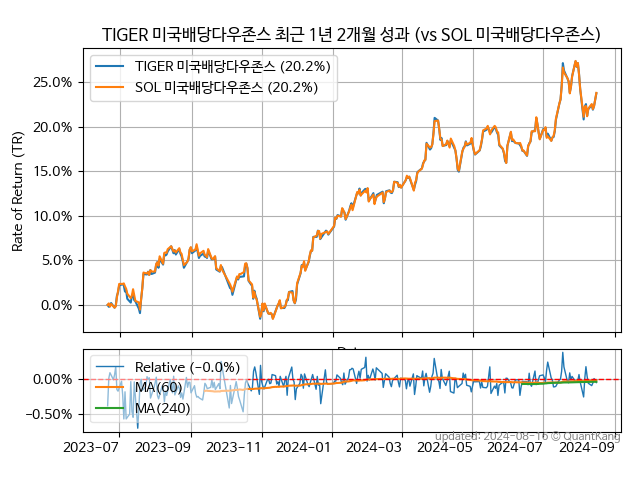 TIGER 미국배당다우존스 최근 1년 2개월 성과 (vs SOL 미국배당다우존스)
TIGER 미국배당다우존스 (20.2%)
SOL 미국배당다우존스 (20.2%)
Rate of Return (TR)
25.0%
20.0%
15.0%
10.0%
5.0%
0.0%
Relative (−0.0%)
MA(60)
MA(240)
0.00%
−0.50%
2023-07
2023-09
2023-11
2024-01
2024-03
2024-05
2024-07
2024-09
updated: 2024-08-16 © QuantKang